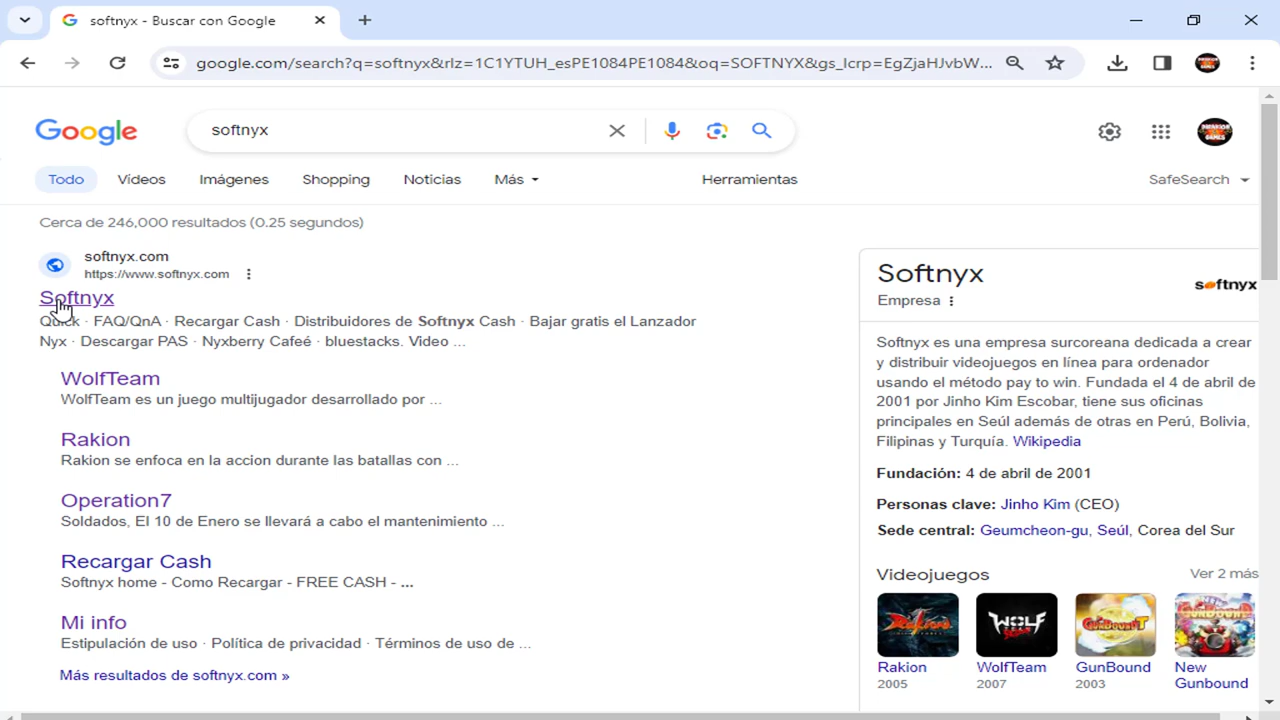 softnyx - Buscar con Google
google.com/search?q=softnyx&rlz=1C1YTUH_esPE1084PE1084&oq=SOFTNYX&gs_lcrp=EgZjaHJvbW...
Google
softnyx
Todo
Vídeos
Imágenes
Shopping
Noticias
Más
Herramientas
SafeSearch
Cerca de 246,000 resultados (0.25 segundos)
softnyx.com
https://www.softnyx.com
Softnyx
Quick · FAQ/QnA · Recargar Cash · Distribuidores de Softnyx Cash · Bajar gratis el Lanzador
Nyx · Descargar PAS · Nyxberry Cafeé · bluestacks. Video ...
WolfTeam
WolfTeam es un juego multijugador desarrollado por ...
Rakion
Rakion se enfoca en la accion durante las batallas con ...
Operation7
Soldados, El 10 de Enero se llevará a cabo el mantenimiento ...
Recargar Cash
Softnyx home - Como Recargar - FREE CASH - ...
Mi info
Estipulación de uso · Política de privacidad · Términos de uso de ...
Más resultados de softnyx.com »
Softnyx
Empresa
softnyx
Softnyx es una empresa surcoreana dedicada a crear
y distribuir videojuegos en línea para ordenador
usando el método pay to win. Fundada el 4 de abril de
2001 por Jinho Kim Escobar, tiene sus oficinas
principales en Seúl además de otras en Perú, Bolivia,
Filipinas y Turquía. Wikipedia
Fundación: 4 de abril de 2001
Personas clave: Jinho Kim (CEO)
Sede central: Geumcheon-gu, Seúl, Corea del Sur
Videojuegos
Ver 2 más
Rakion
2005
WolfTeam
2007
GunBound
2003
New
Gunbound